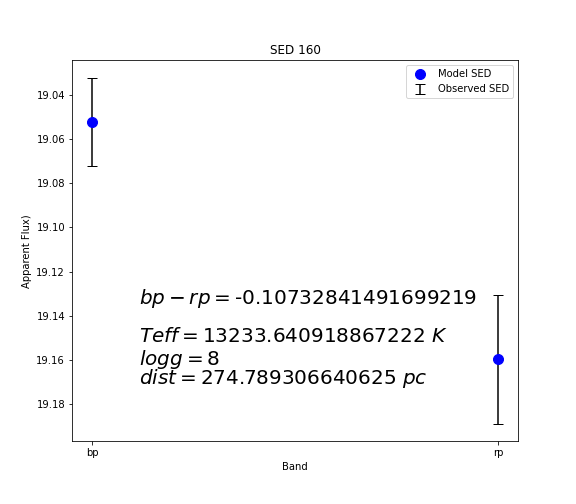 SED 160
Model SED
Observed SED
19.04
19.06
19.08
19.10
19.12
19.14
19.16
19.18
Apparent Flux)
bp − rp = -0.10732841491699219
Teff = 13233.640918867222 K
logg = 8
dist = 274.789306640625 pc
bp
rp
Band